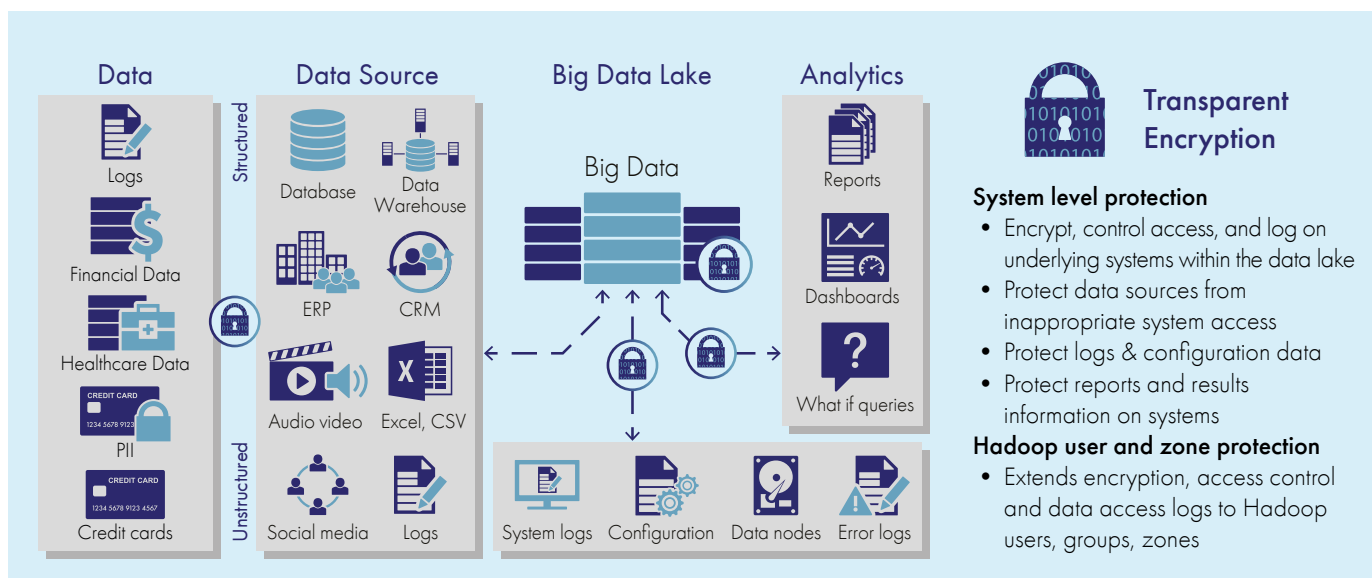 Data
Logs
Financial Data
Healthcare Data
CREDIT CARD
1234 5678 9123
PII
CREDIT CARD
1234 5678 9123 4567
Credit cards
Data Source
Structured
Unstructured
Database
Data
Warehouse
ERP
CRM
Audio video
X
Excel, CSV
Social media
Logs
Big Data Lake
Big Data
System logs
Configuration
Data nodes
Error logs
Analytics
Reports
Dashboards
?
What if queries
Transparent
Encryption
System level protection
• Encrypt, control access, and log on
underlying systems within the data lake
• Protect data sources from
inappropriate system access
• Protect logs & configuration data
• Protect reports and results
information on systems
Hadoop user and zone protection
• Extends encryption, access control
and data access logs to Hadoop
users, groups, zones